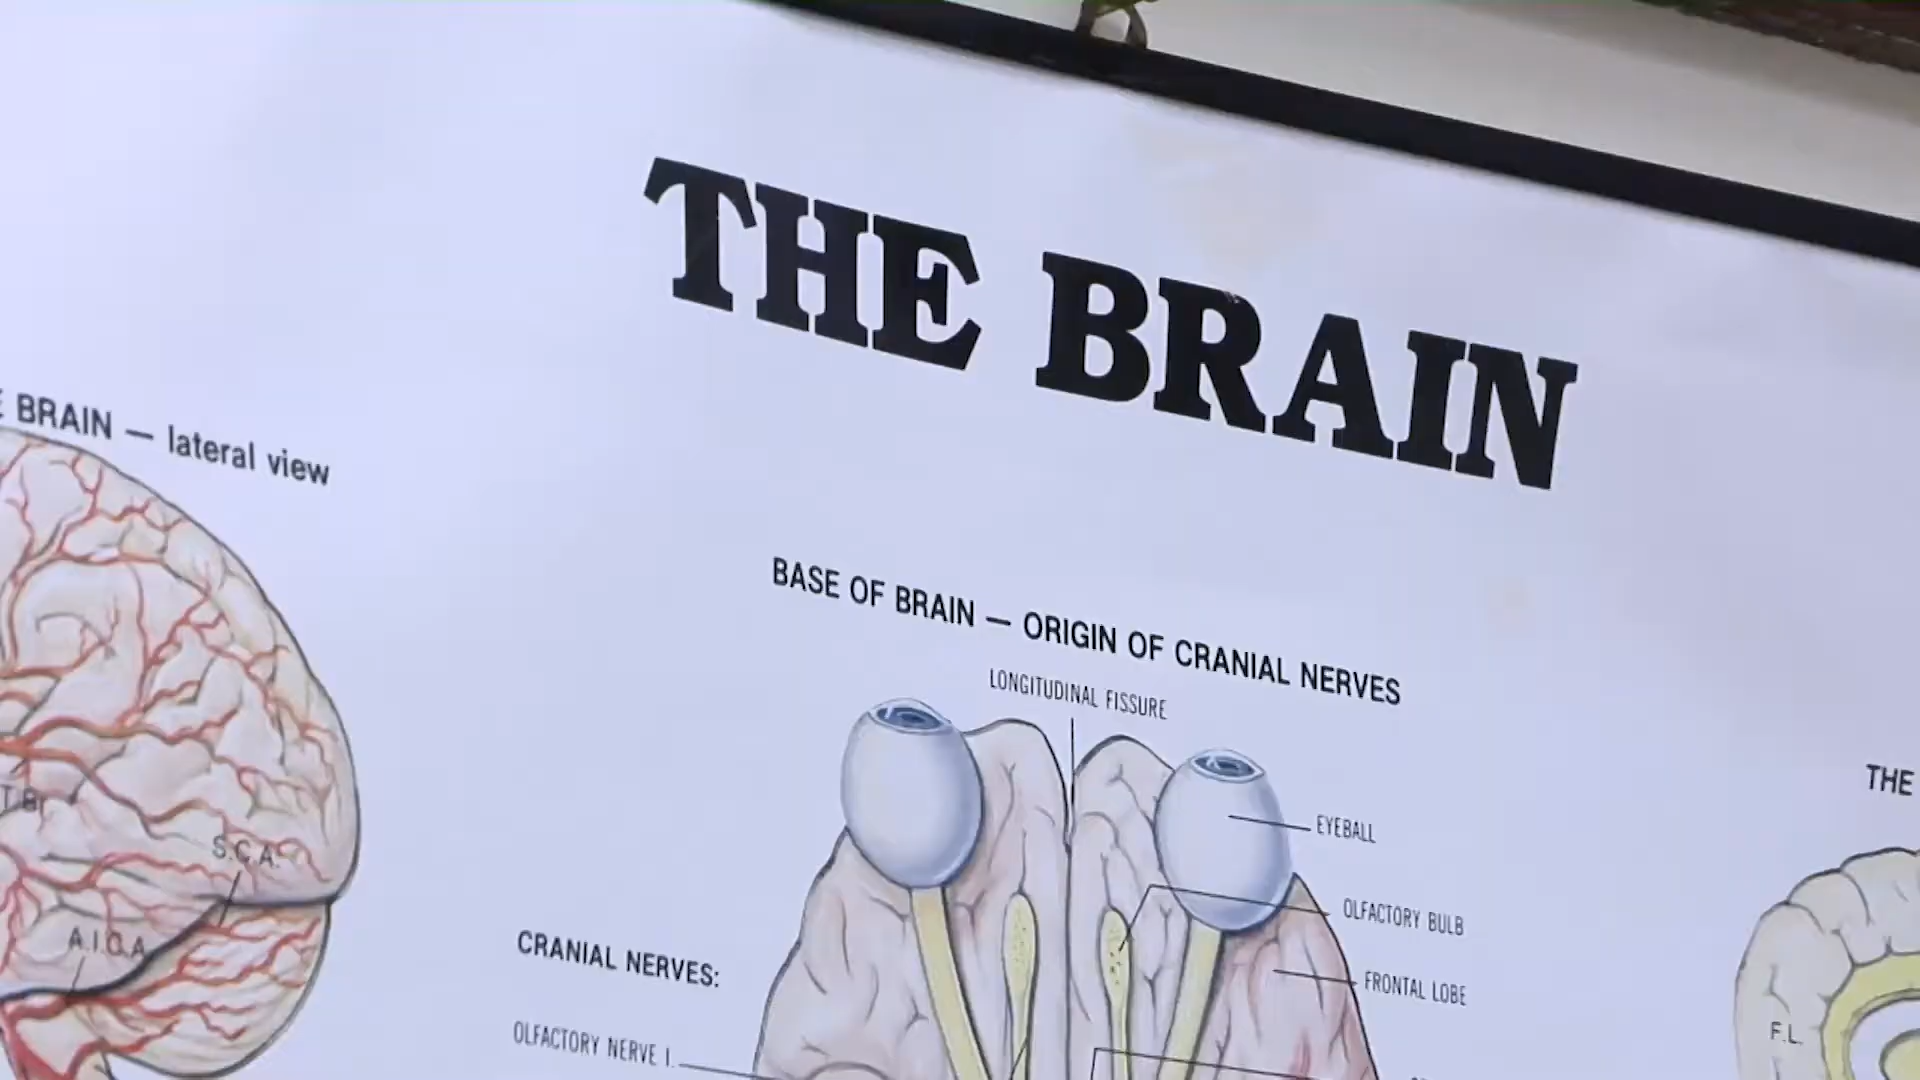 THE BRAIN
BRAIN — lateral view
BASE OF BRAIN — ORIGIN OF CRANIAL NERVES
LONGITUDINAL FISSURE
THE
EYEBALL
S.C.A.
OLFACTORY BULB
A.I.C.A.
CRANIAL NERVES:
FRONTAL LOBE
F.L.
OLFACTORY NERVE I.